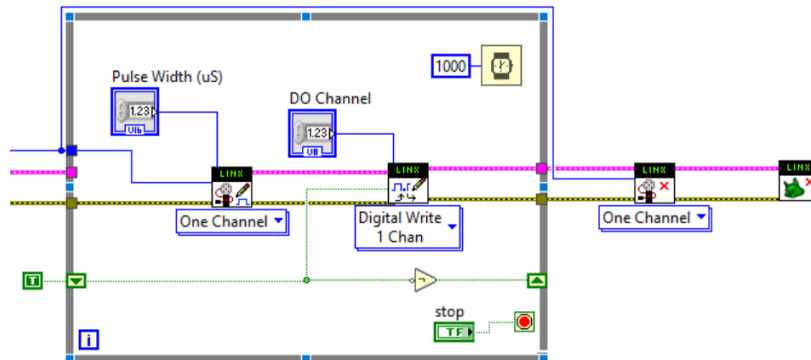 1000
Pulse Width (uS)
1.23
U16
DO Channel
1.23
U8
LINX
LINX
LINX
LINX
One Channel
Digital Write
1 Chan
One Channel
T
stop
TF
i